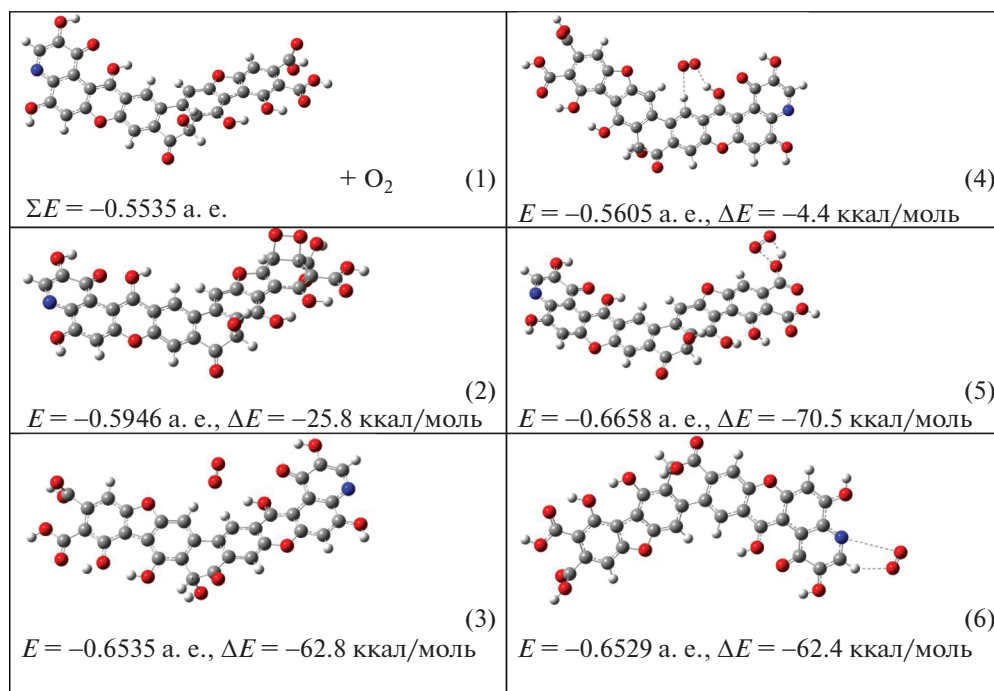 + O₂
(1)
ΣE = –0.5535 а. е.
(4)
E = –0.5605 а. е., ΔE = –4.4 ккал/моль
(2)
E = –0.5946 а. е., ΔE = –25.8 ккал/моль
(5)
E = –0.6658 а. е., ΔE = –70.5 ккал/моль
(3)
E = –0.6535 а. е., ΔE = –62.8 ккал/моль
(6)
E = –0.6529 а. е., ΔE = –62.4 ккал/моль